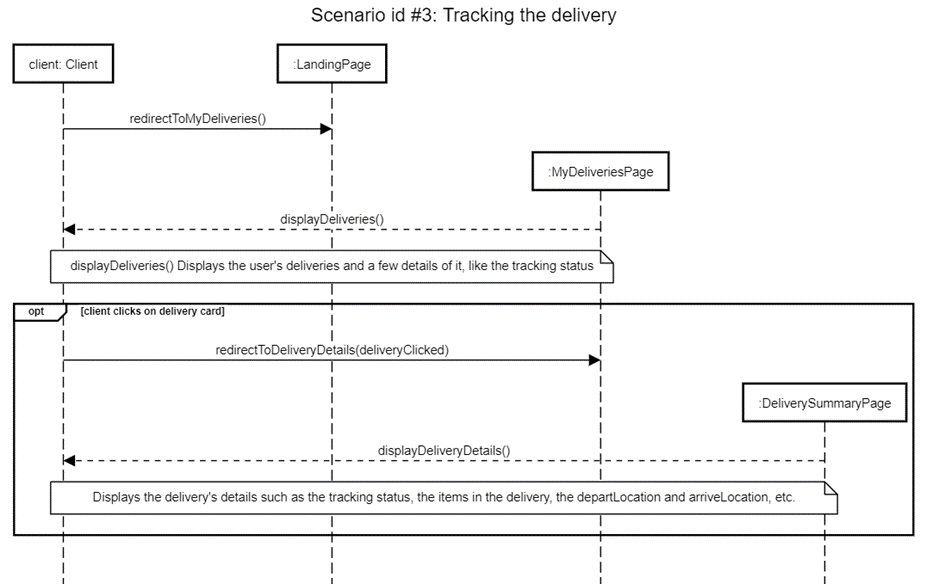 Scenario id #3: Tracking the delivery
client: Client
:LandingPage
redirectToMyDeliveries()
:MyDeliveriesPage
displayDeliveries()
displayDeliveries() Displays the user's deliveries and a few details of it, like the tracking status
opt
[client clicks on delivery card]
redirectToDeliveryDetails(deliveryClicked)
:DeliverySummaryPage
displayDeliveryDetails()
Displays the delivery's details such as the tracking status, the items in the delivery, the departLocation and arriveLocation, etc.